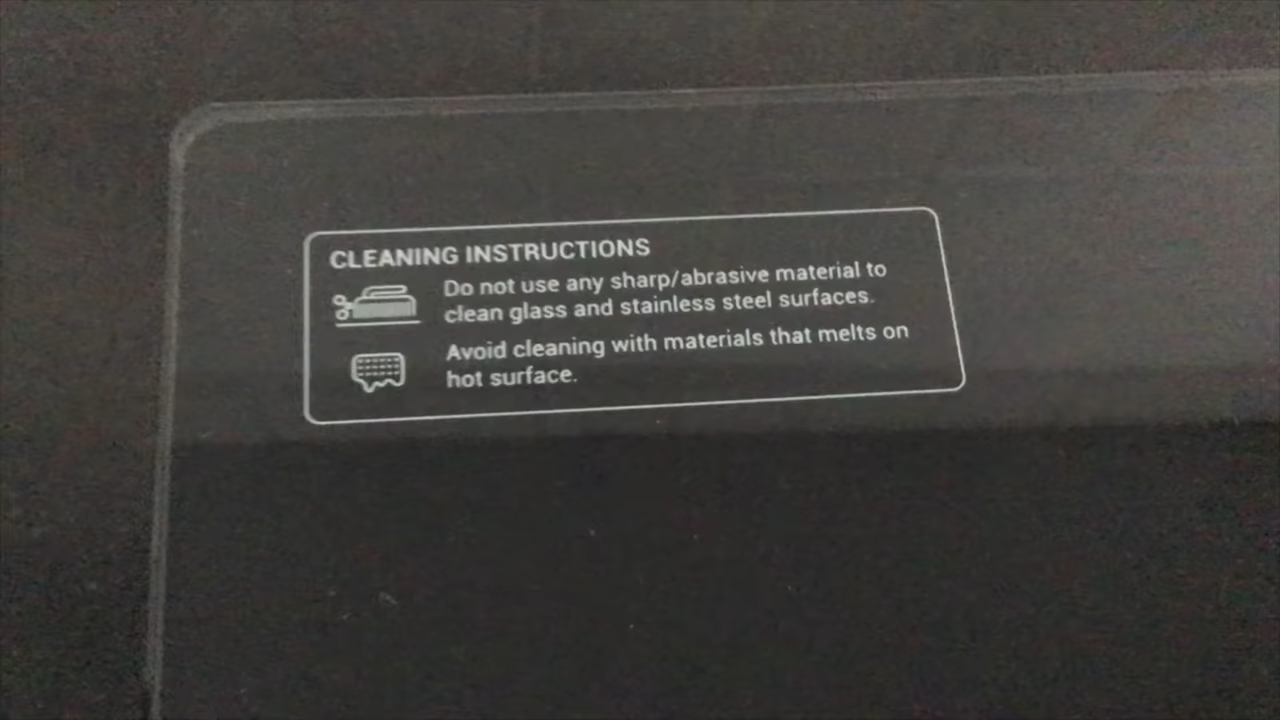 CLEANING INSTRUCTIONS
Do not use any sharp/abrasive material to
clean glass and stainless steel surfaces.
Avoid cleaning with materials that melts on
hot surface.